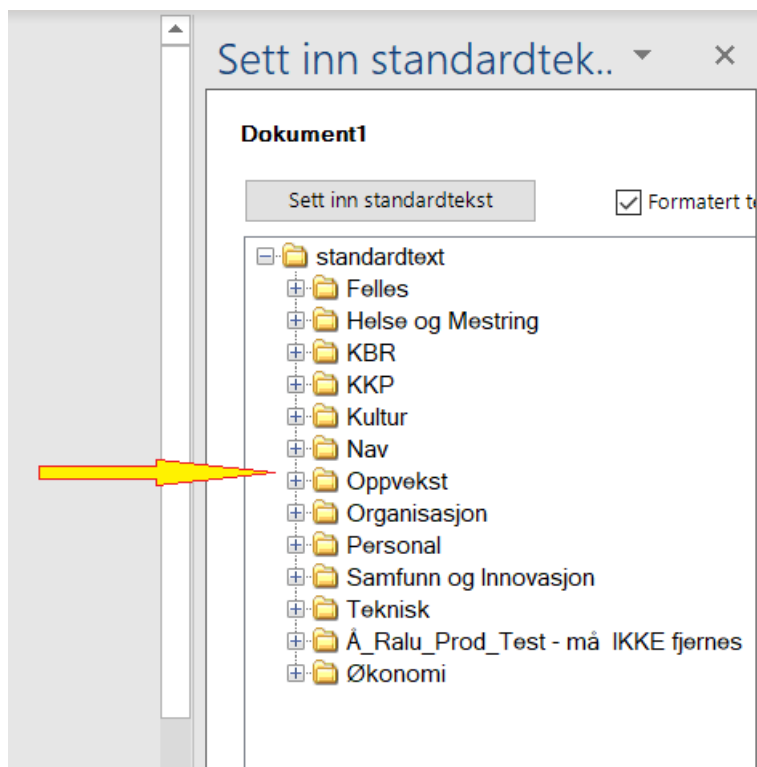 Sett inn standardtek..
Dokument1
Sett inn standardtekst Formatert te
standardtext
Felles
Helse og Mestring
KBR
KKP
Kultur
Nav
Oppvekst
Organisasjon
Personal
Samfunn og Innovasjon
Teknisk
Å_Ralu_Prod_Test - må IKKE fjernes
Økonomi